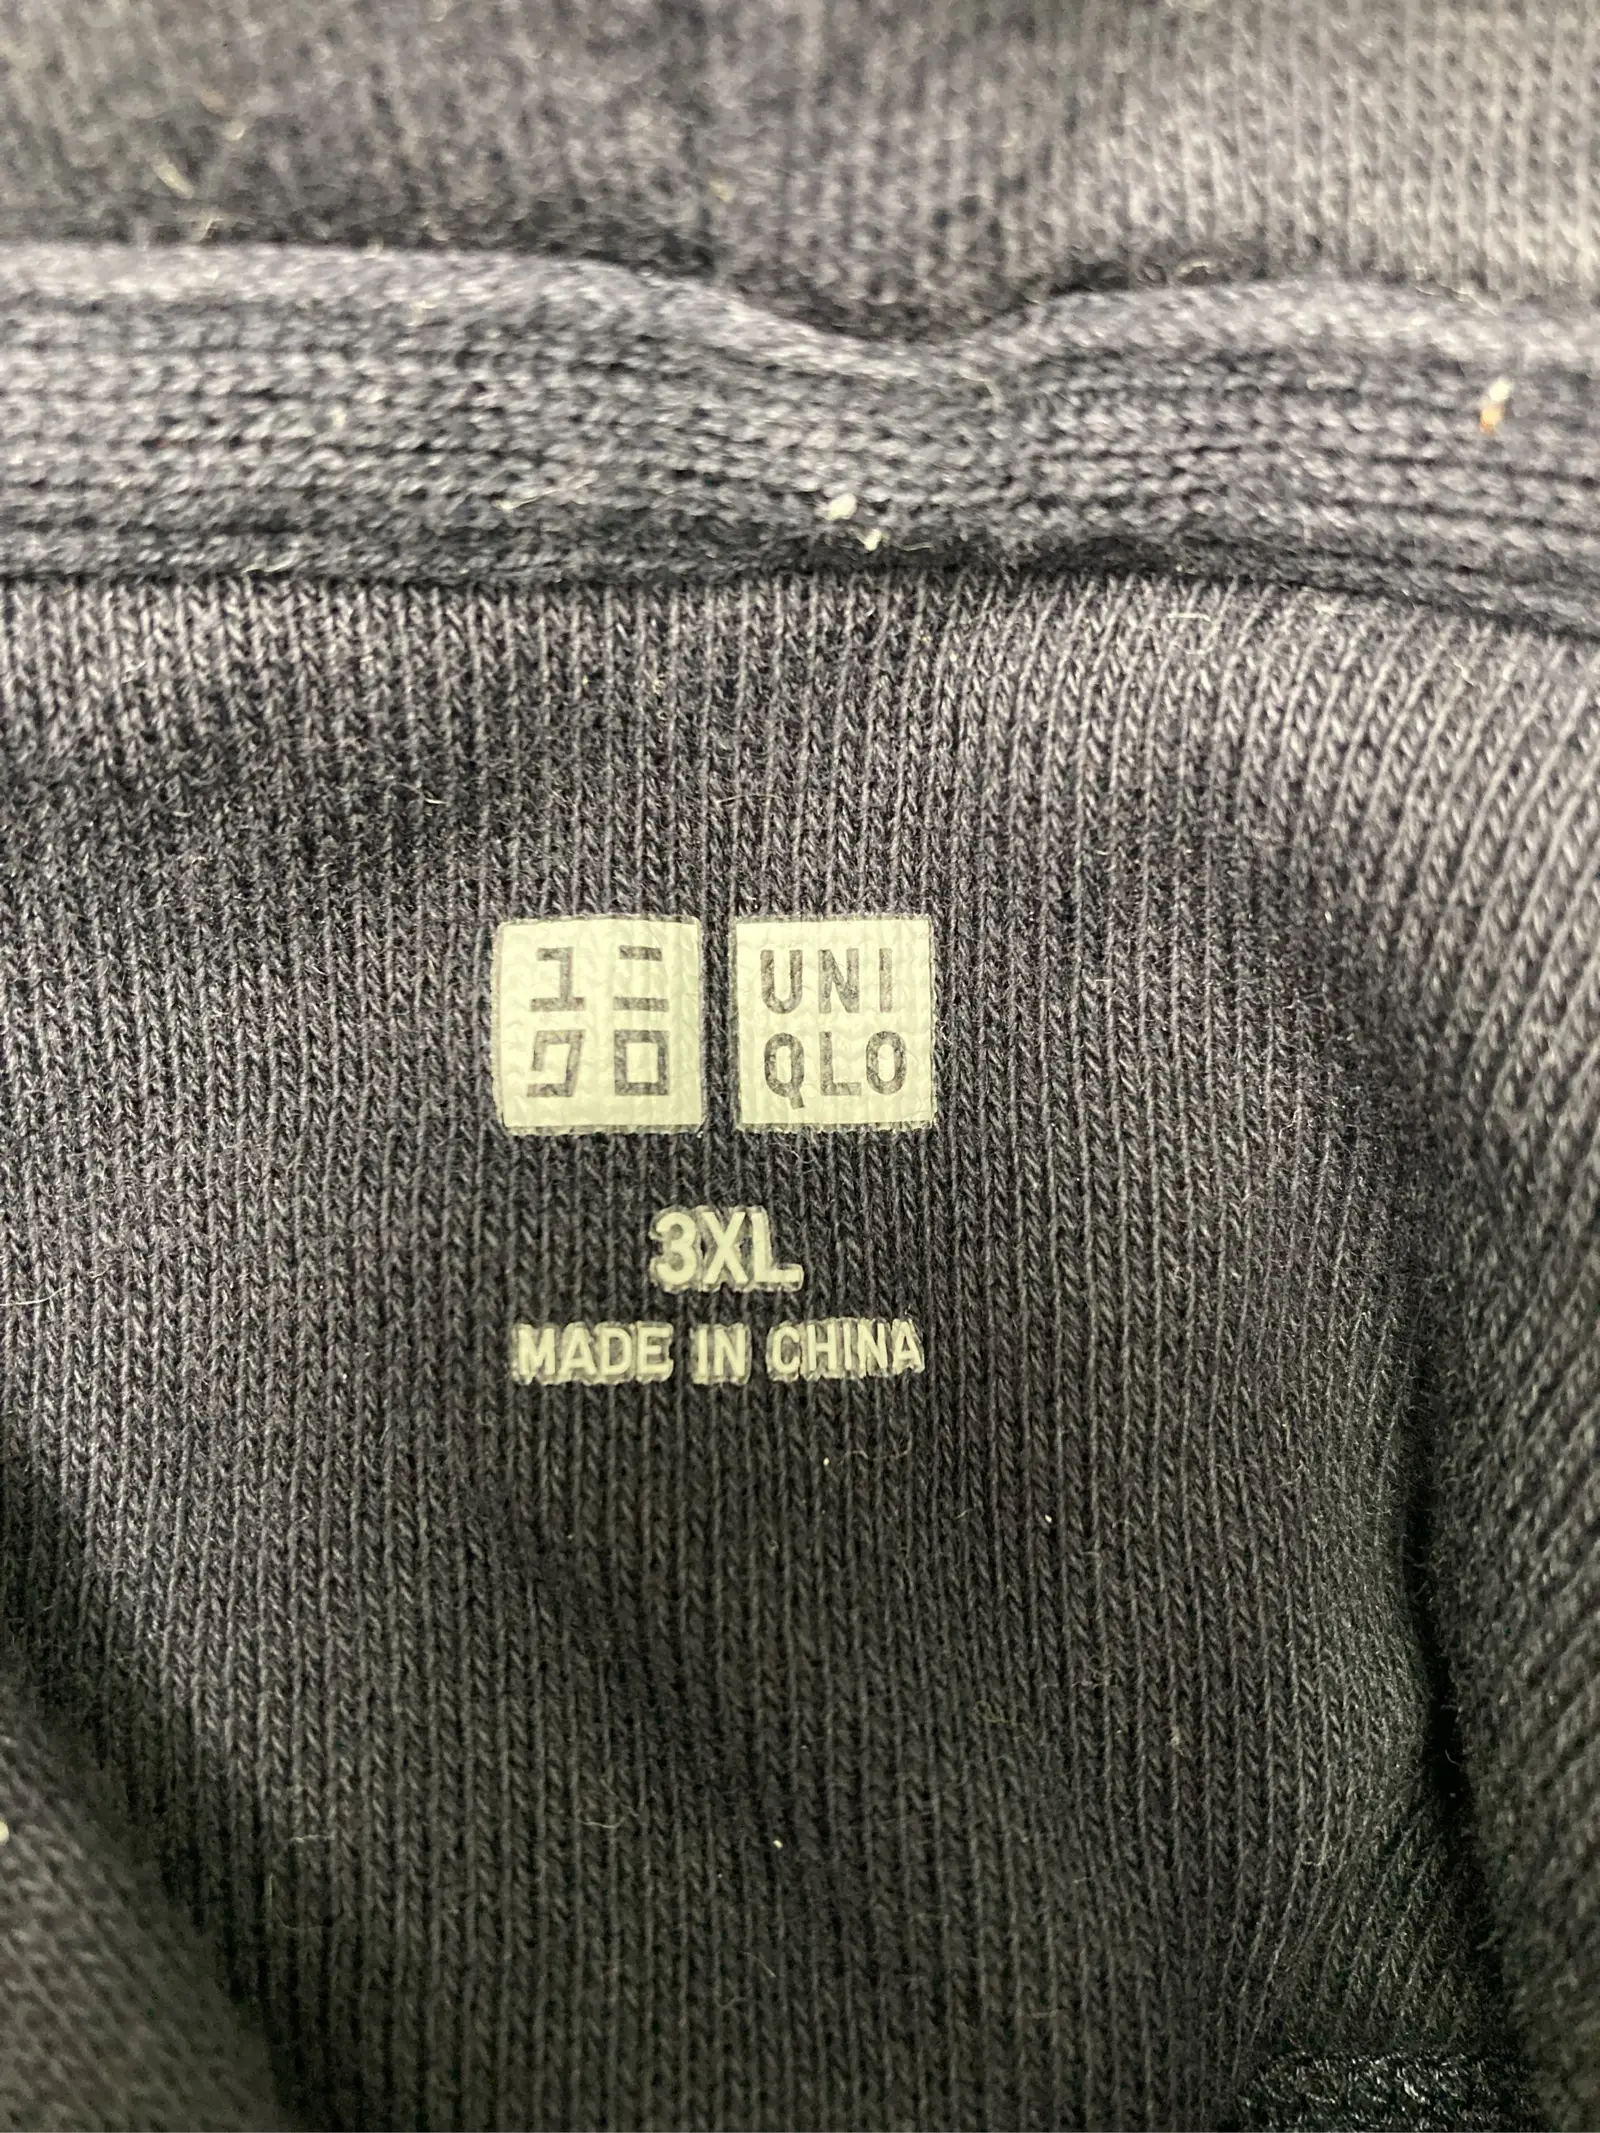 ユニ
クロ
UNI
QLO
3XL
MADE IN CHINA